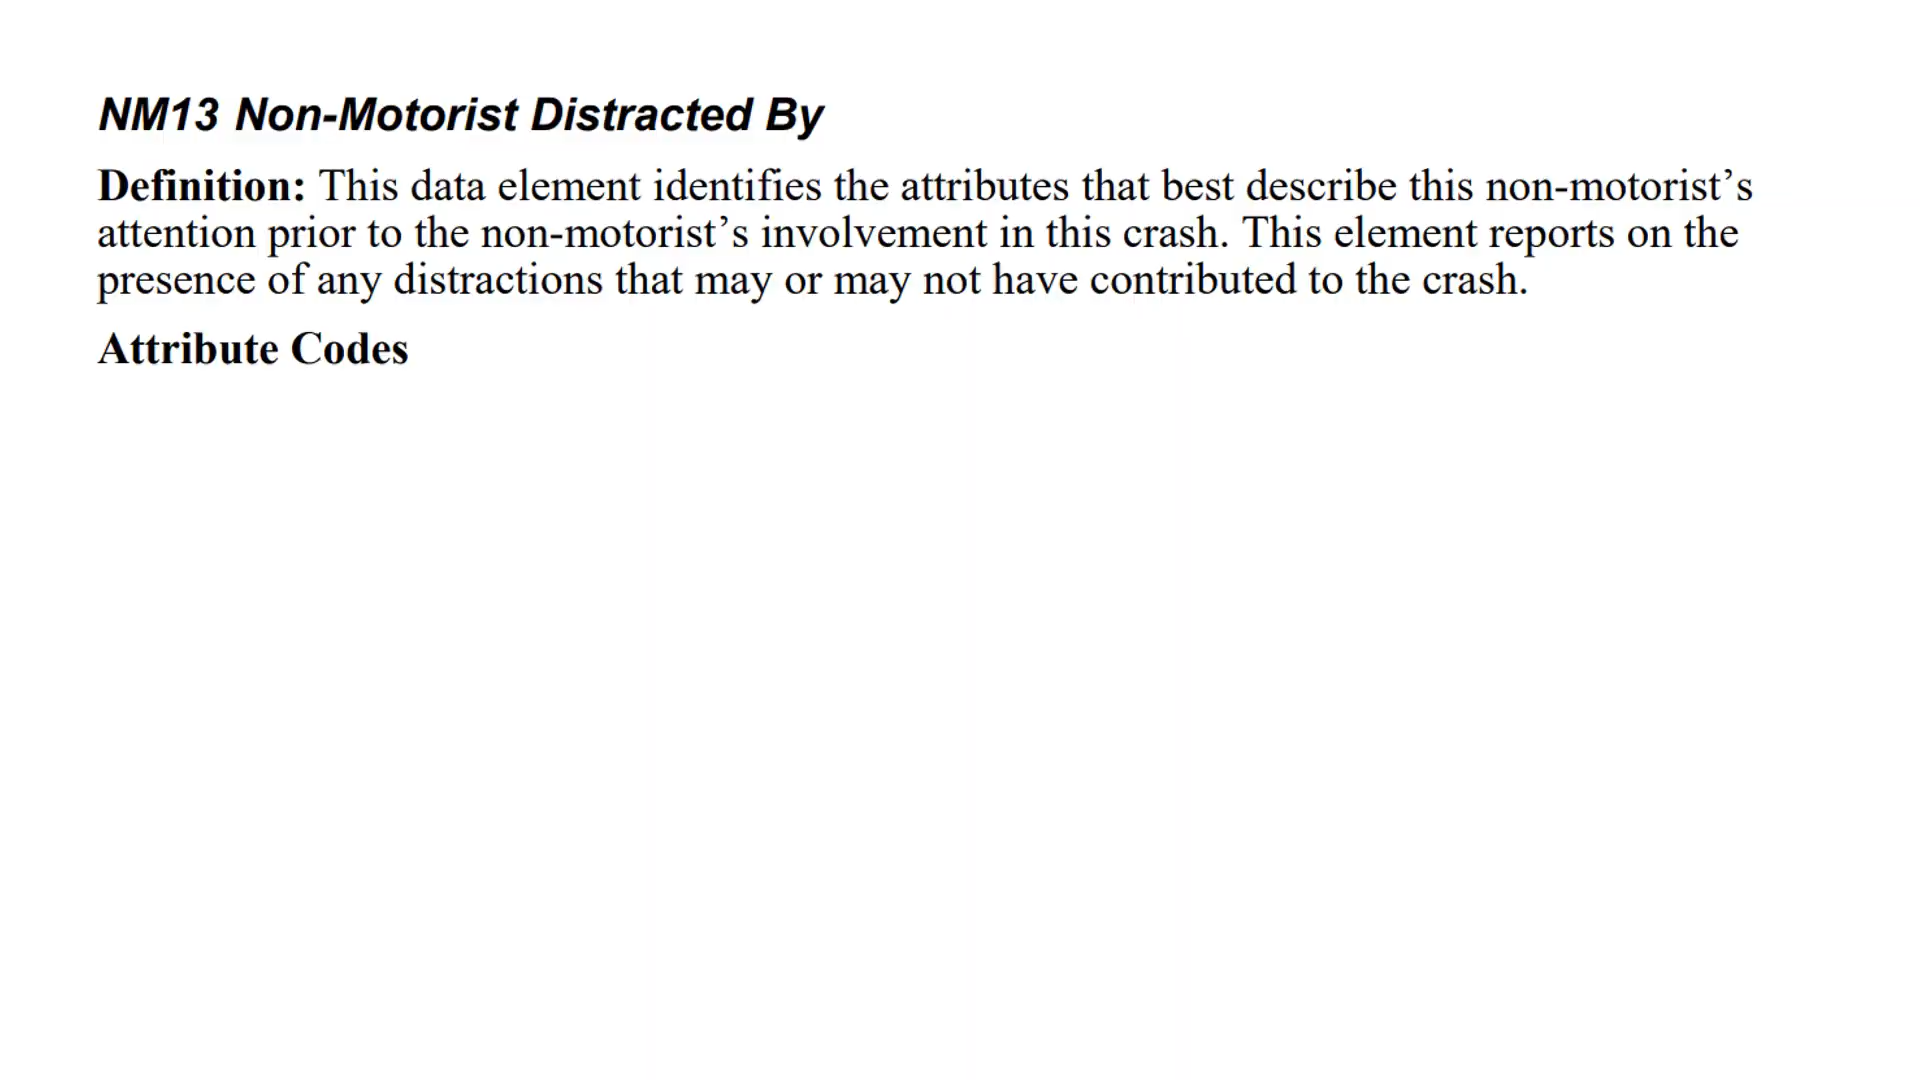 NM13 Non-Motorist Distracted By
Definition: This data element identifies the attributes that best describe this non-motorist’s
attention prior to the non-motorist’s involvement in this crash. This element reports on the
presence of any distractions that may or may not have contributed to the crash.
Attribute Codes